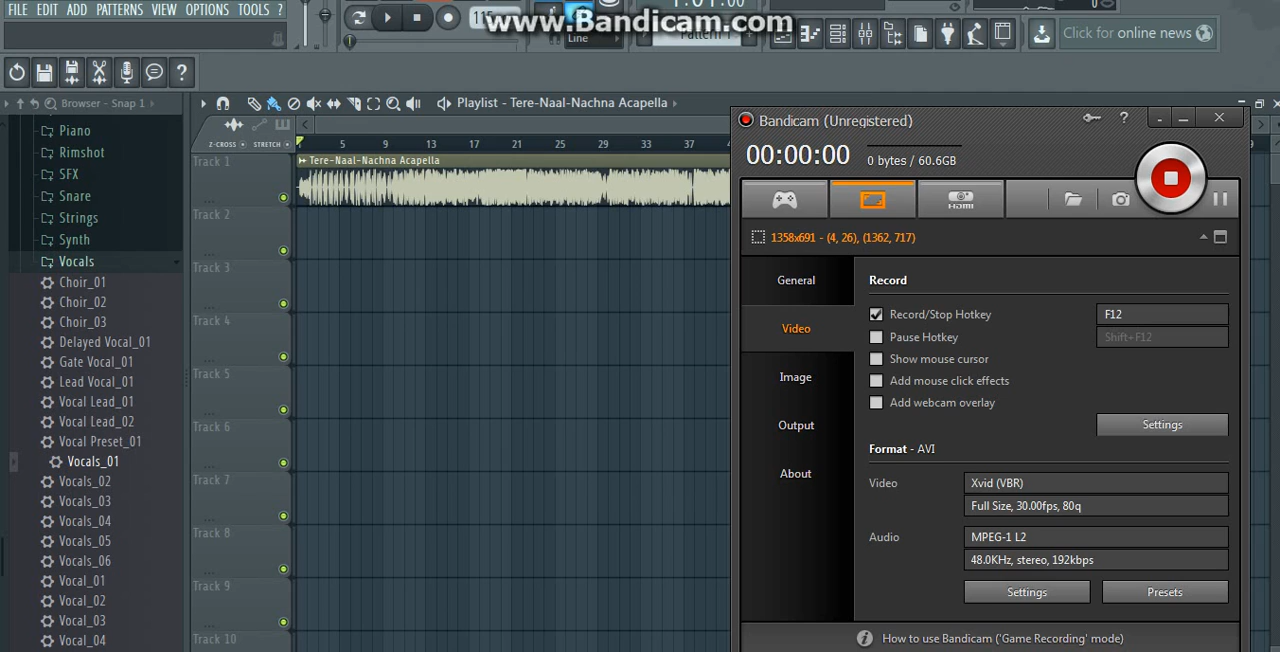 FILE EDIT ADD PATTERNS VIEW OPTIONS TOOLS ?
www.Bandicam.com
Line
Pattern 1
Click for online news
Browser - Snap 1
Piano
Rimshot
SFX
Snare
Strings
Synth
Vocals
Choir_01
Choir_02
Choir_03
Delayed Vocal_01
Gate Vocal_01
Lead Vocal_01
Vocal Lead_01
Vocal Lead_02
Vocal Preset_01
Vocals_01
Vocals_02
Vocals_03
Vocals_04
Vocals_05
Vocals_06
Vocal_01
Vocal_02
Vocal_03
Vocal_04
Playlist - Tere-Naal-Nachna Acapella
Z-CROSS STRETCH
5 9 13 17 21 25 29 33 37
Track 1
Tere-Naal-Nachna Acapella
Track 2
Track 3
Track 4
Track 5
Track 6
Track 7
Track 8
Track 9
Track 10
Bandicam (Unregistered)
?
00:00:00
0 bytes / 60.6GB
HDMI
1358x691 - (4, 26), (1362, 717)
General
Video
Image
Output
About
Record
Record/Stop Hotkey
F12
Pause Hotkey
Shift+F12
Show mouse cursor
Add mouse click effects
Add webcam overlay
Settings
Format - AVI
Video
Xvid (VBR)
Full Size, 30.00fps, 80q
Audio
MPEG-1 L2
48.0KHz, stereo, 192kbps
Settings
Presets
How to use Bandicam ('Game Recording' mode)